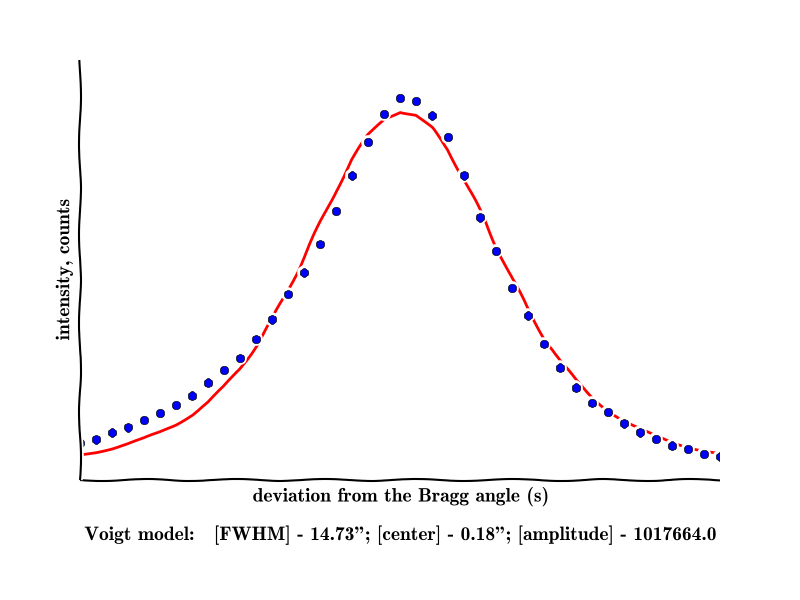 intensity, counts
deviation from the Bragg angle (s)
Voigt model: [FWHM] - 14.73”; [center] - 0.18”; [amplitude] - 1017664.0